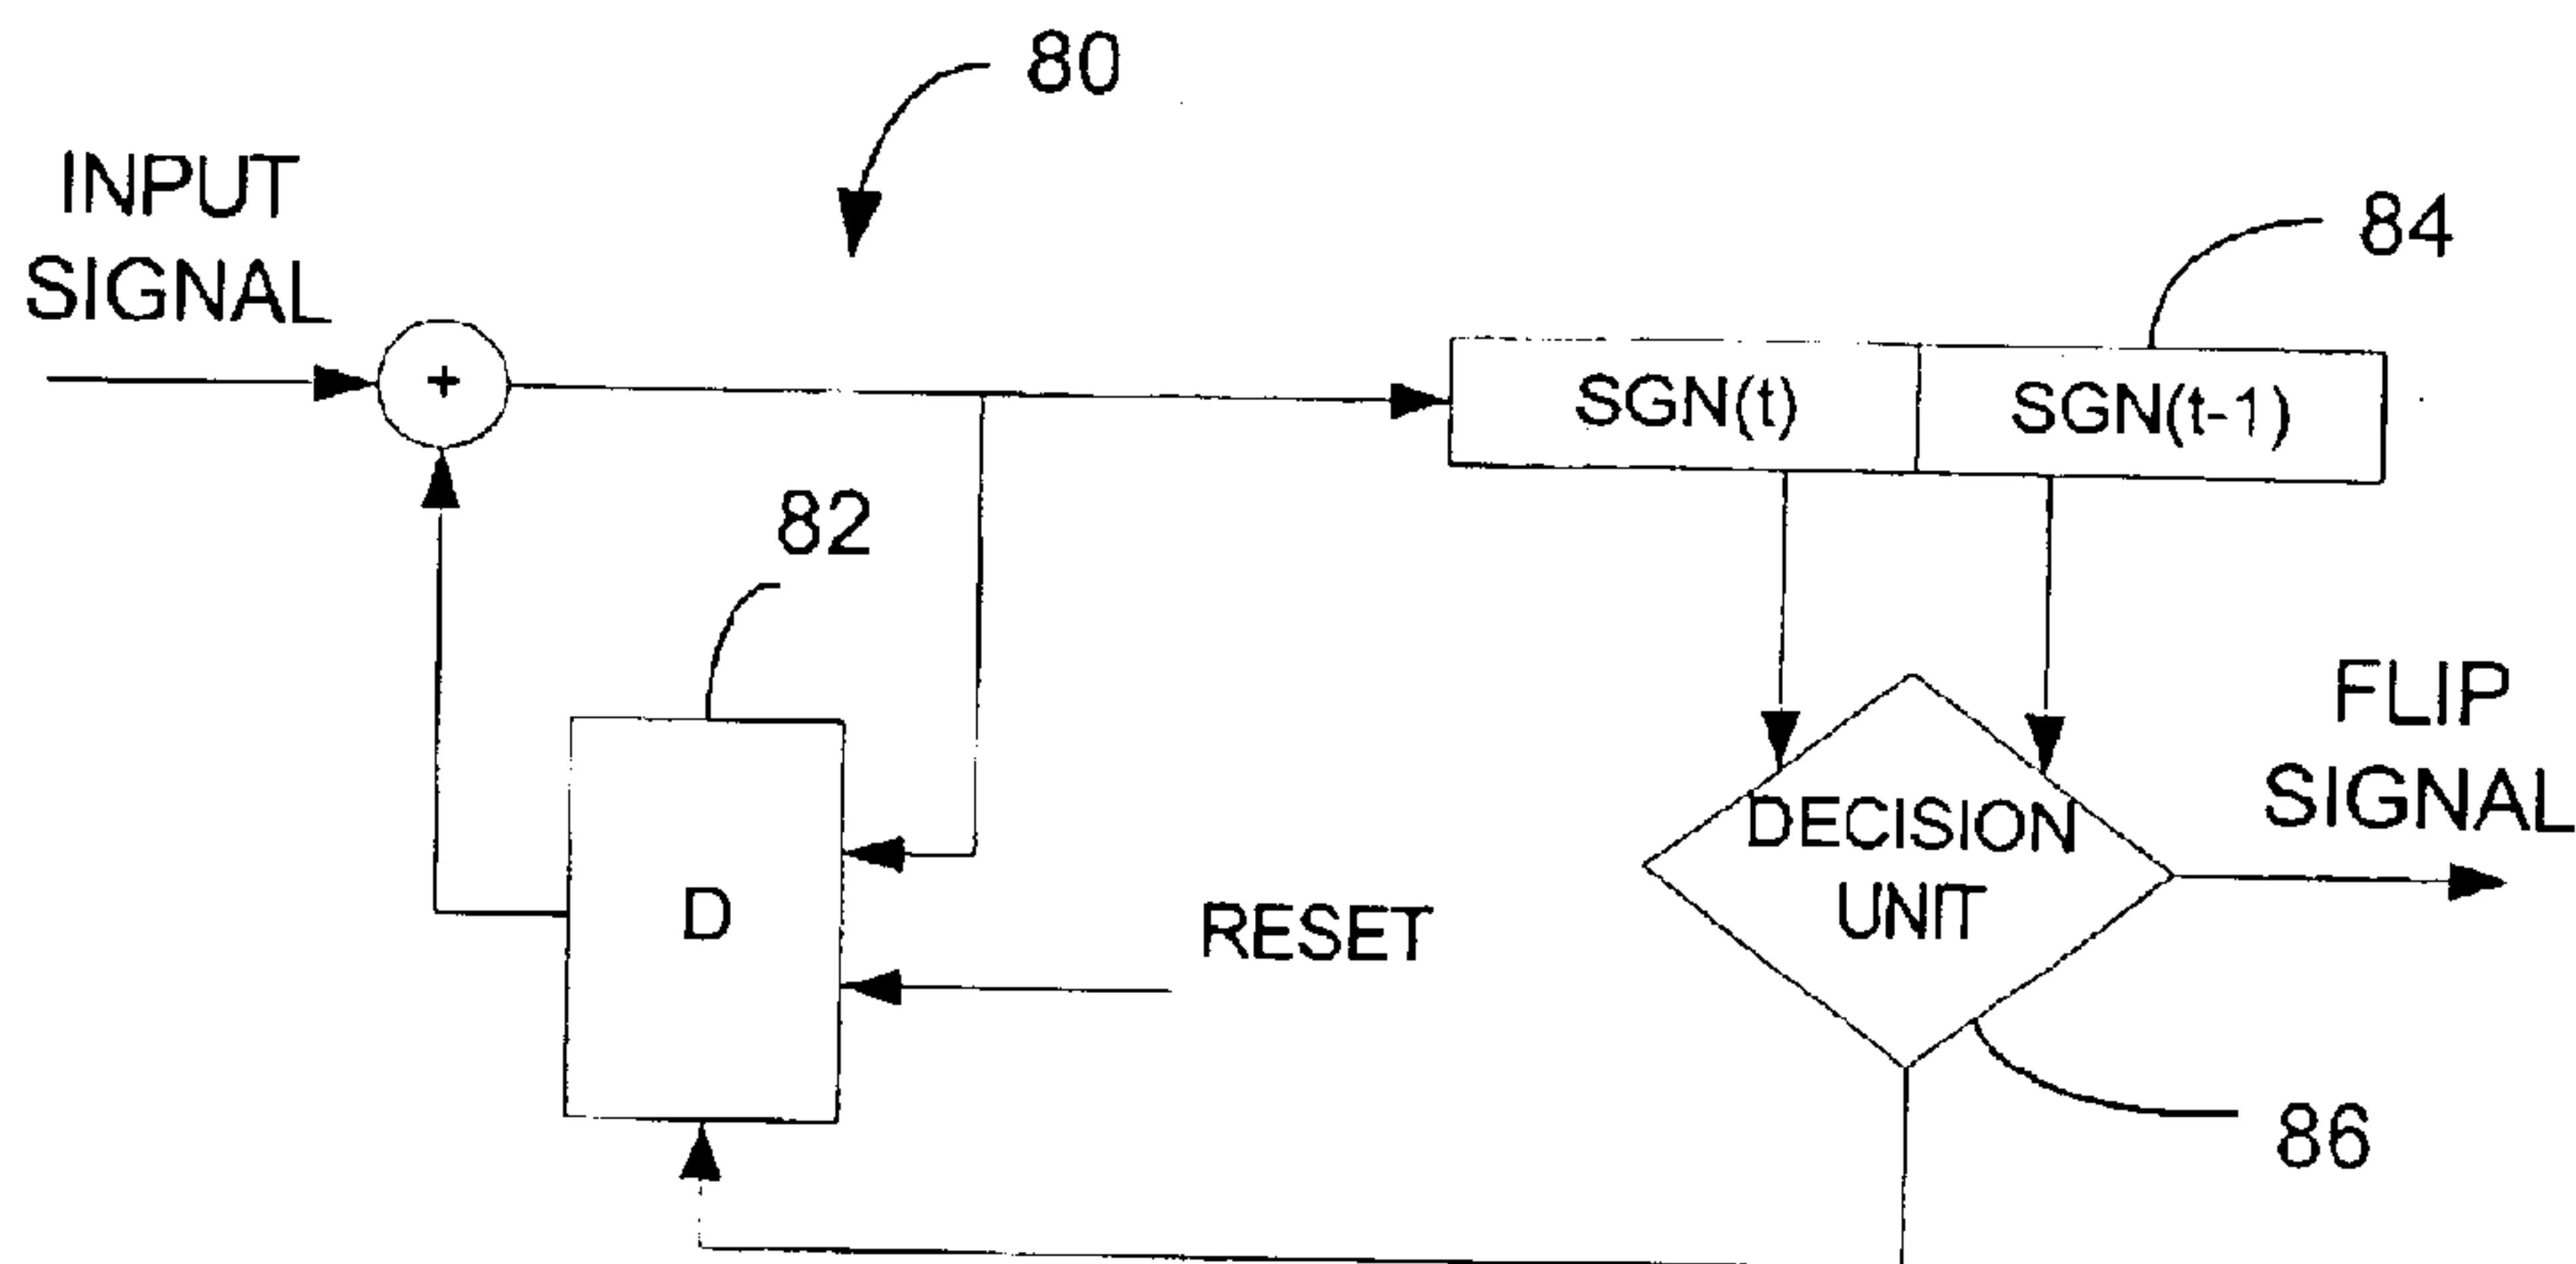 80
INPUT
SIGNAL
84
+
SGN(t)
SGN(t-1)
82
FLIP
SIGNAL
DECISION
UNIT
D
RESET
86